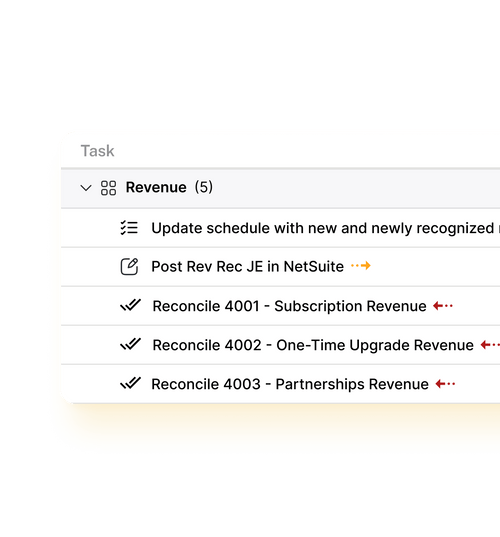 Task
Revenue (5)
Update schedule with new and newly recognized
Post Rev Rec JE in NetSuite
Reconcile 4001 - Subscription Revenue
Reconcile 4002 - One-Time Upgrade Revenue
Reconcile 4003 - Partnerships Revenue